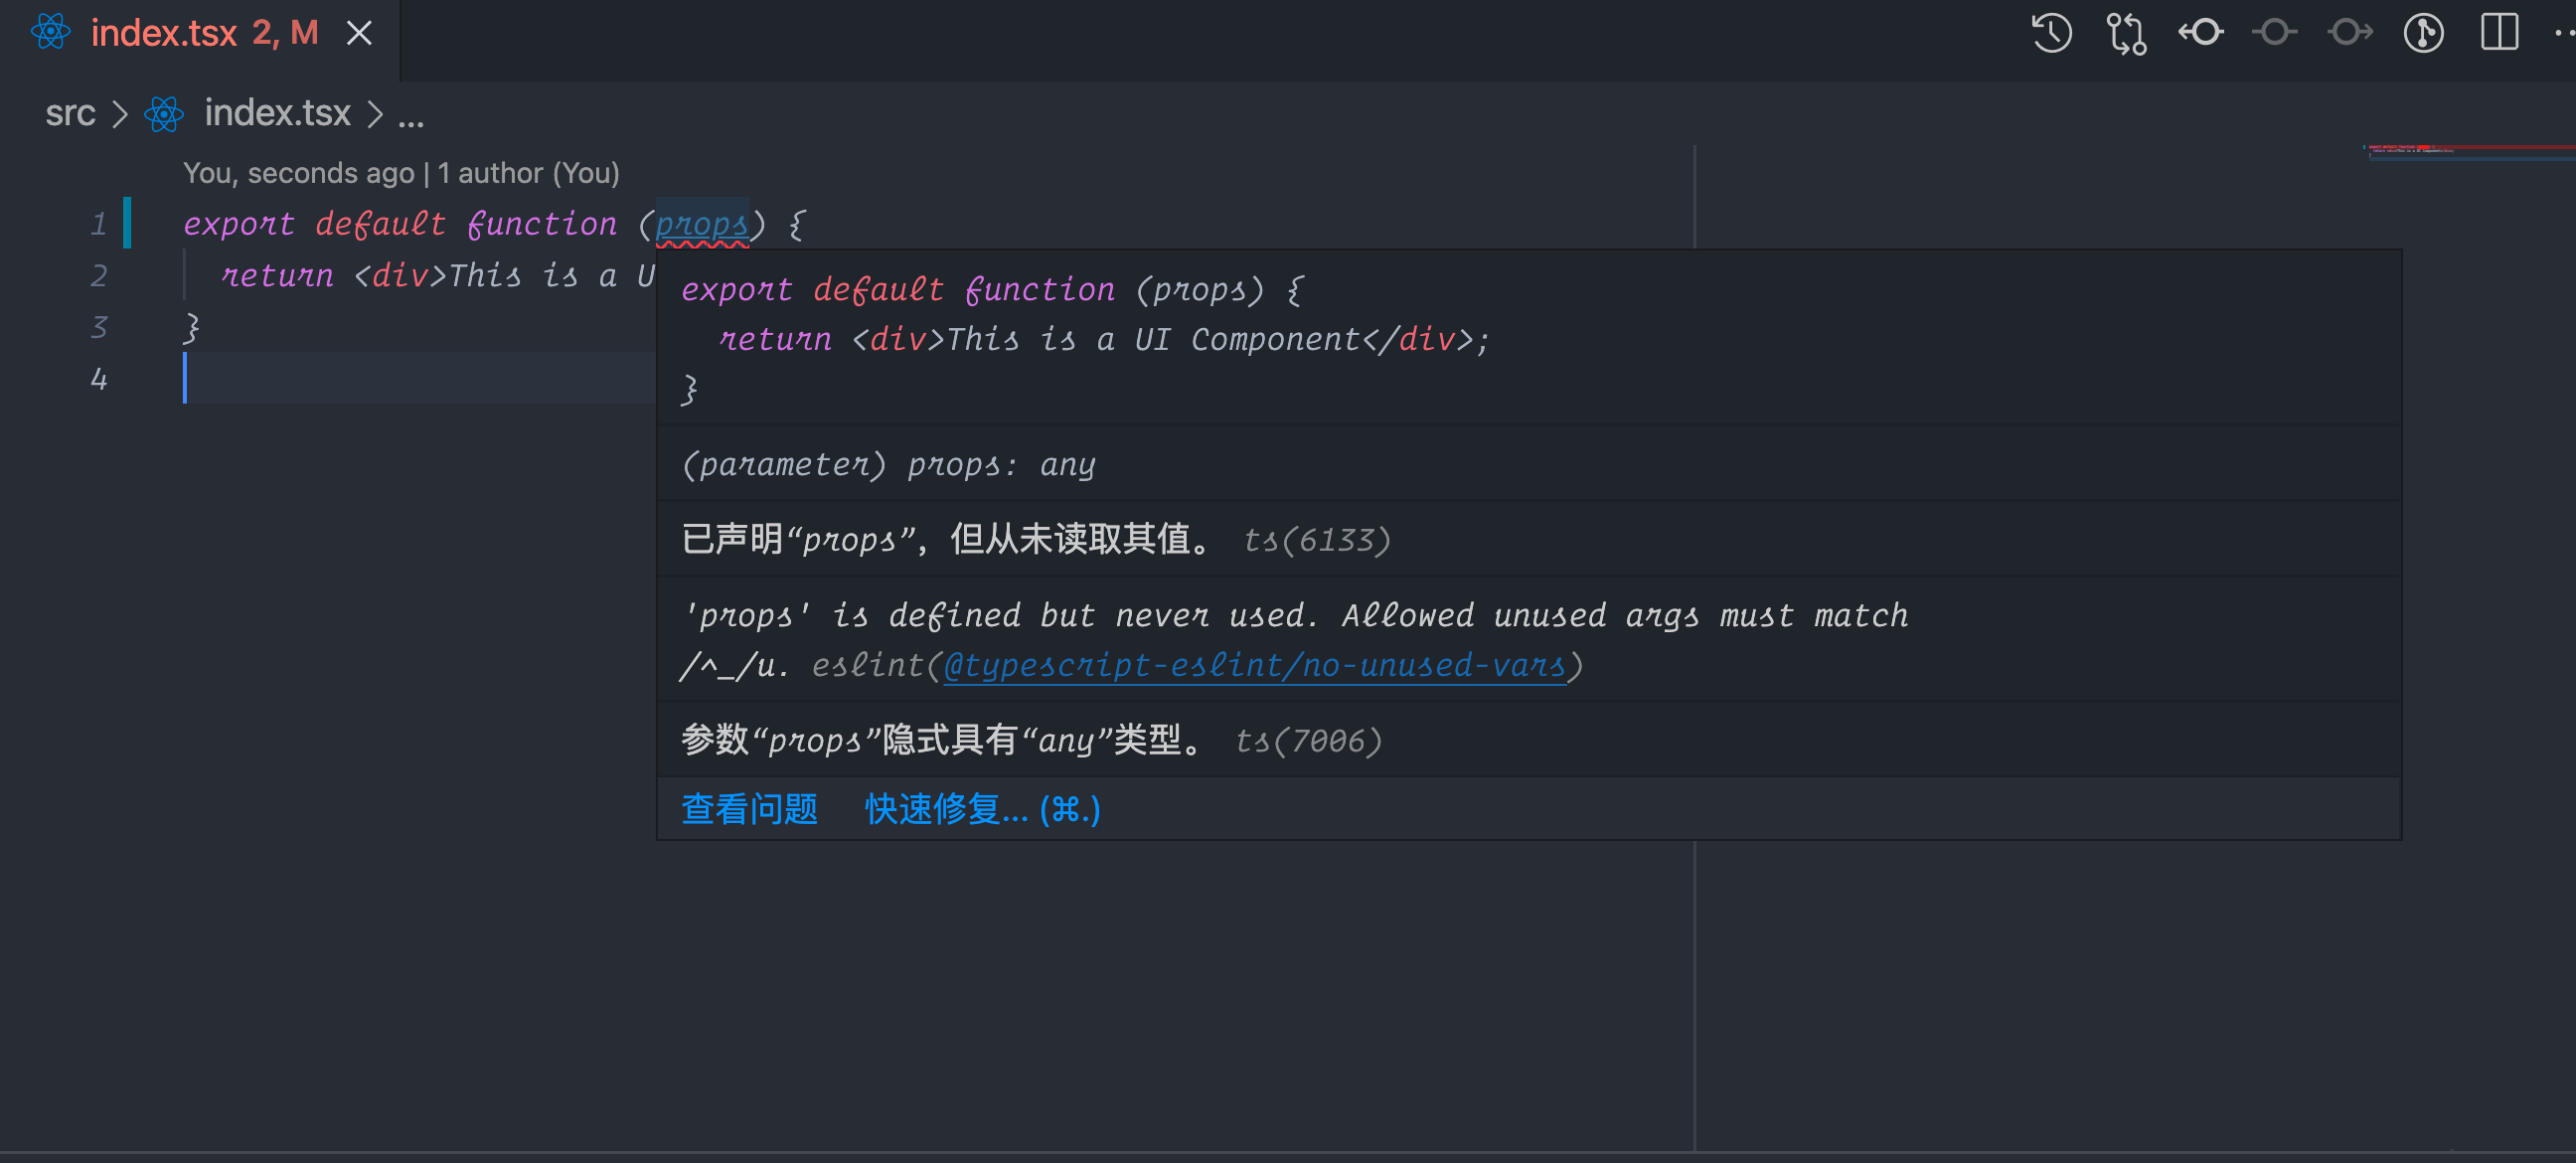 index.tsx 2, M
src > index.tsx > ...
You, seconds ago | 1 author (You)
1 export default function (props) {
2 return <div>This is a U
3 }
4
export default function (props) {
return <div>This is a UI Component</div>;
}
(parameter) props: any
已声明“props”，但从未读取其值。 ts(6133)
'props' is defined but never used. Allowed unused args must match
/^_/u. eslint(@typescript-eslint/no-unused-vars)
参数“props”隐式具有“any”类型。 ts(7006)
查看问题 快速修复... (⌘.)